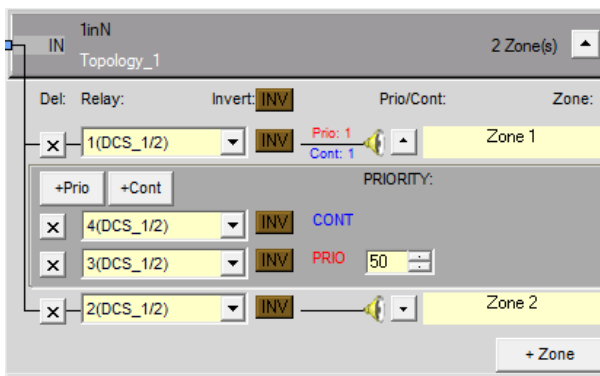 1inN
IN 2 Zone(s)
Topology_1
Del: Relay: Invert: INV Prio/Cont: Zone:
X 1(DCS_1/2) INV Prio: 1 Cont: 1 Zone 1
+Prio +Cont PRIORITY:
X 4(DCS_1/2) INV CONT
X 3(DCS_1/2) INV PRIO 50
X 2(DCS_1/2) INV Zone 2
+ Zone